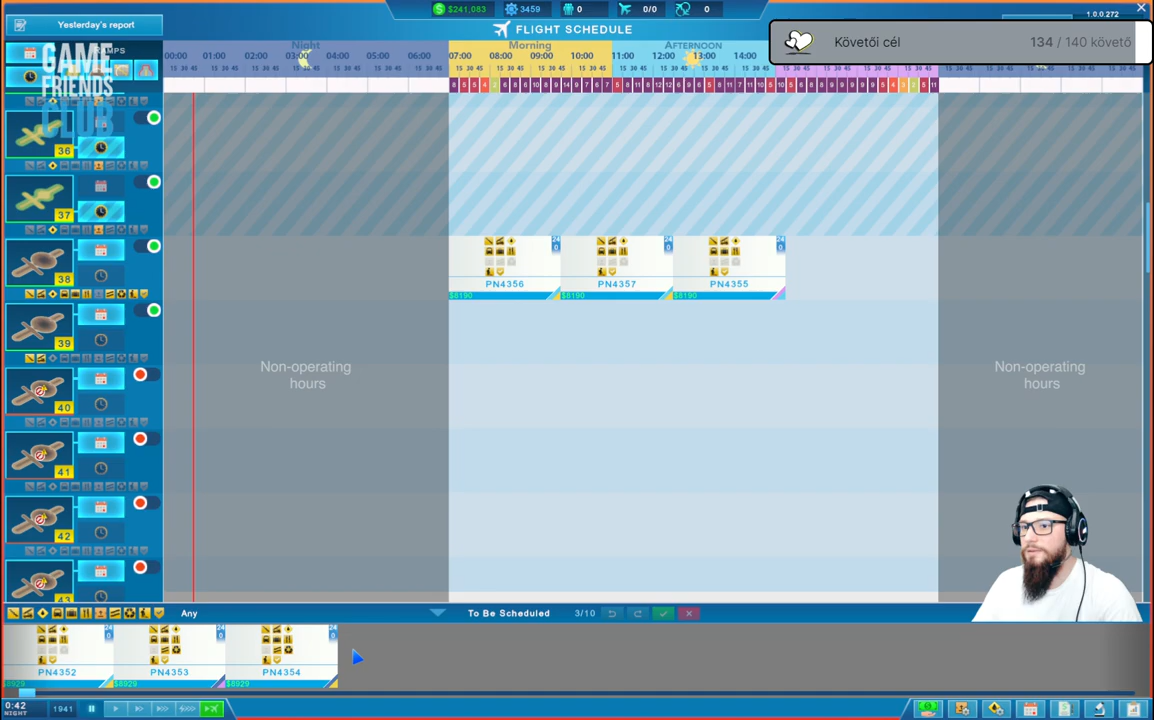 Yesterday's report
$241,083
3459
0
0/0
0
1.0.0.272
FLIGHT SCHEDULE
Követői cél
134 / 140 követő
RAMPS
GAME
FRIENDS
CLUB
Night
Morning
AFTERNOON
00:00 01:00 02:00 03:00 04:00 05:00 06:00 07:00 08:00 09:00 10:00 11:00 12:00 13:00 14:00
36
37
38
PN4356 PN4357 PN4355
$8190 $8190 $8190
39
Non-operating
hours
Non-operating
hours
40
41
42
43
Any
To Be Scheduled
3/10
PN4352 PN4353 PN4354
$8929 $8929 $8929
0:42
NIGHT
1941